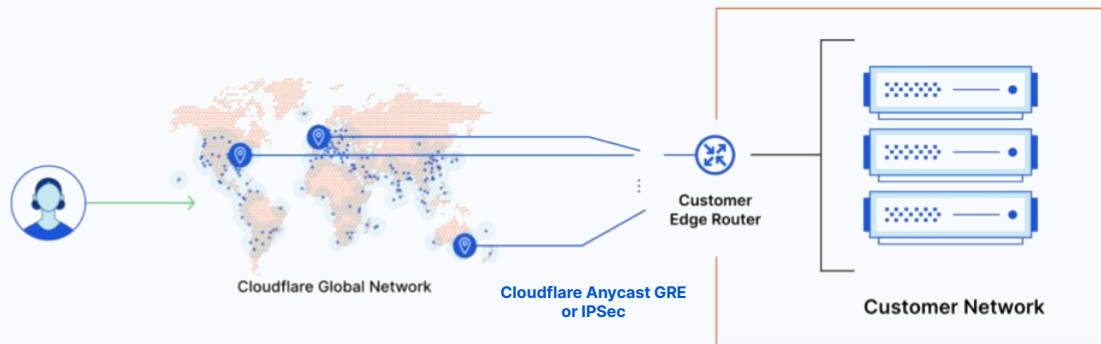 Customer
Edge Router
Cloudflare Global Network
Cloudflare Anycast GRE
or IPSec
Customer Network